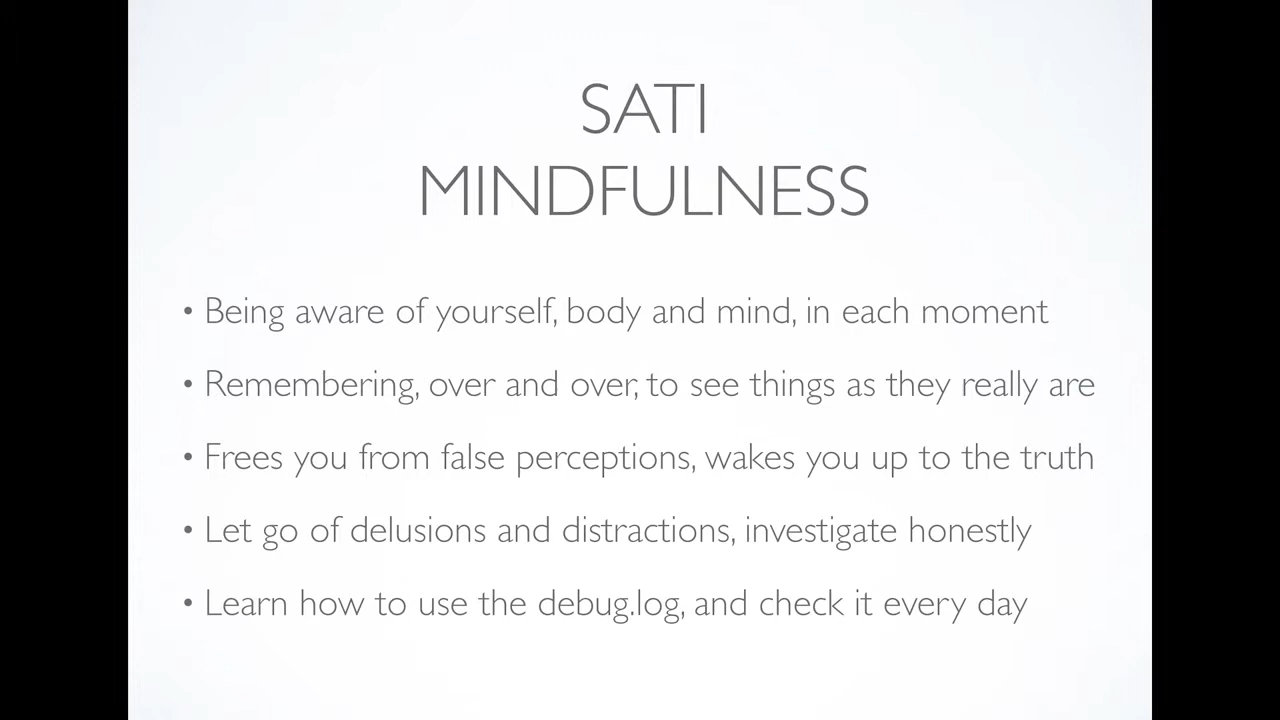 SATI
MINDFULNESS
• Being aware of yourself, body and mind, in each moment
• Remembering, over and over, to see things as they really are
• Frees you from false perceptions, wakes you up to the truth
• Let go of delusions and distractions, investigate honestly
• Learn how to use the debug.log, and check it every day